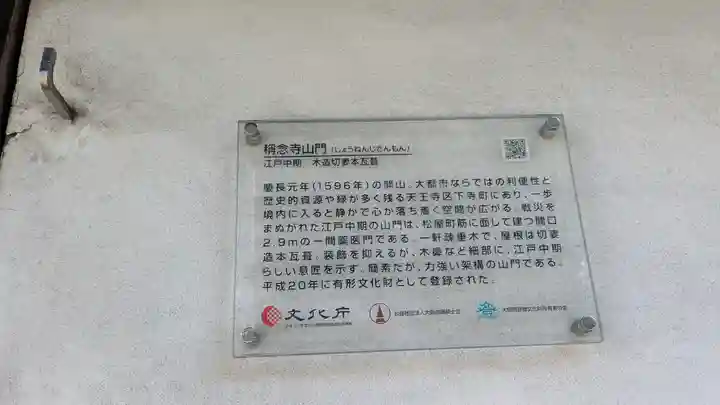 稱念寺山門(しょうねんじさんもん)
江戸中期 木造切妻本瓦葺
慶長元年(1596年)の開山。大都市ならではの利便性と
歴史的資源や緑が多く残る天王寺区下寺町にあり、一歩
境内に入ると静かで心が落ち着く空間が広がる。戦災を
まぬがれた江戸中期の山門は、松屋町筋に面して建つ間口
2.9mの一間薬医門である。一軒疎垂木で、屋根は切妻
造本瓦葺。装飾を抑えるが、木鼻など細部に、江戸中期
らしい意匠を示す。簡素だが、力強い架構の山門である。
平成20年に有形文化財として登録された。
文化庁